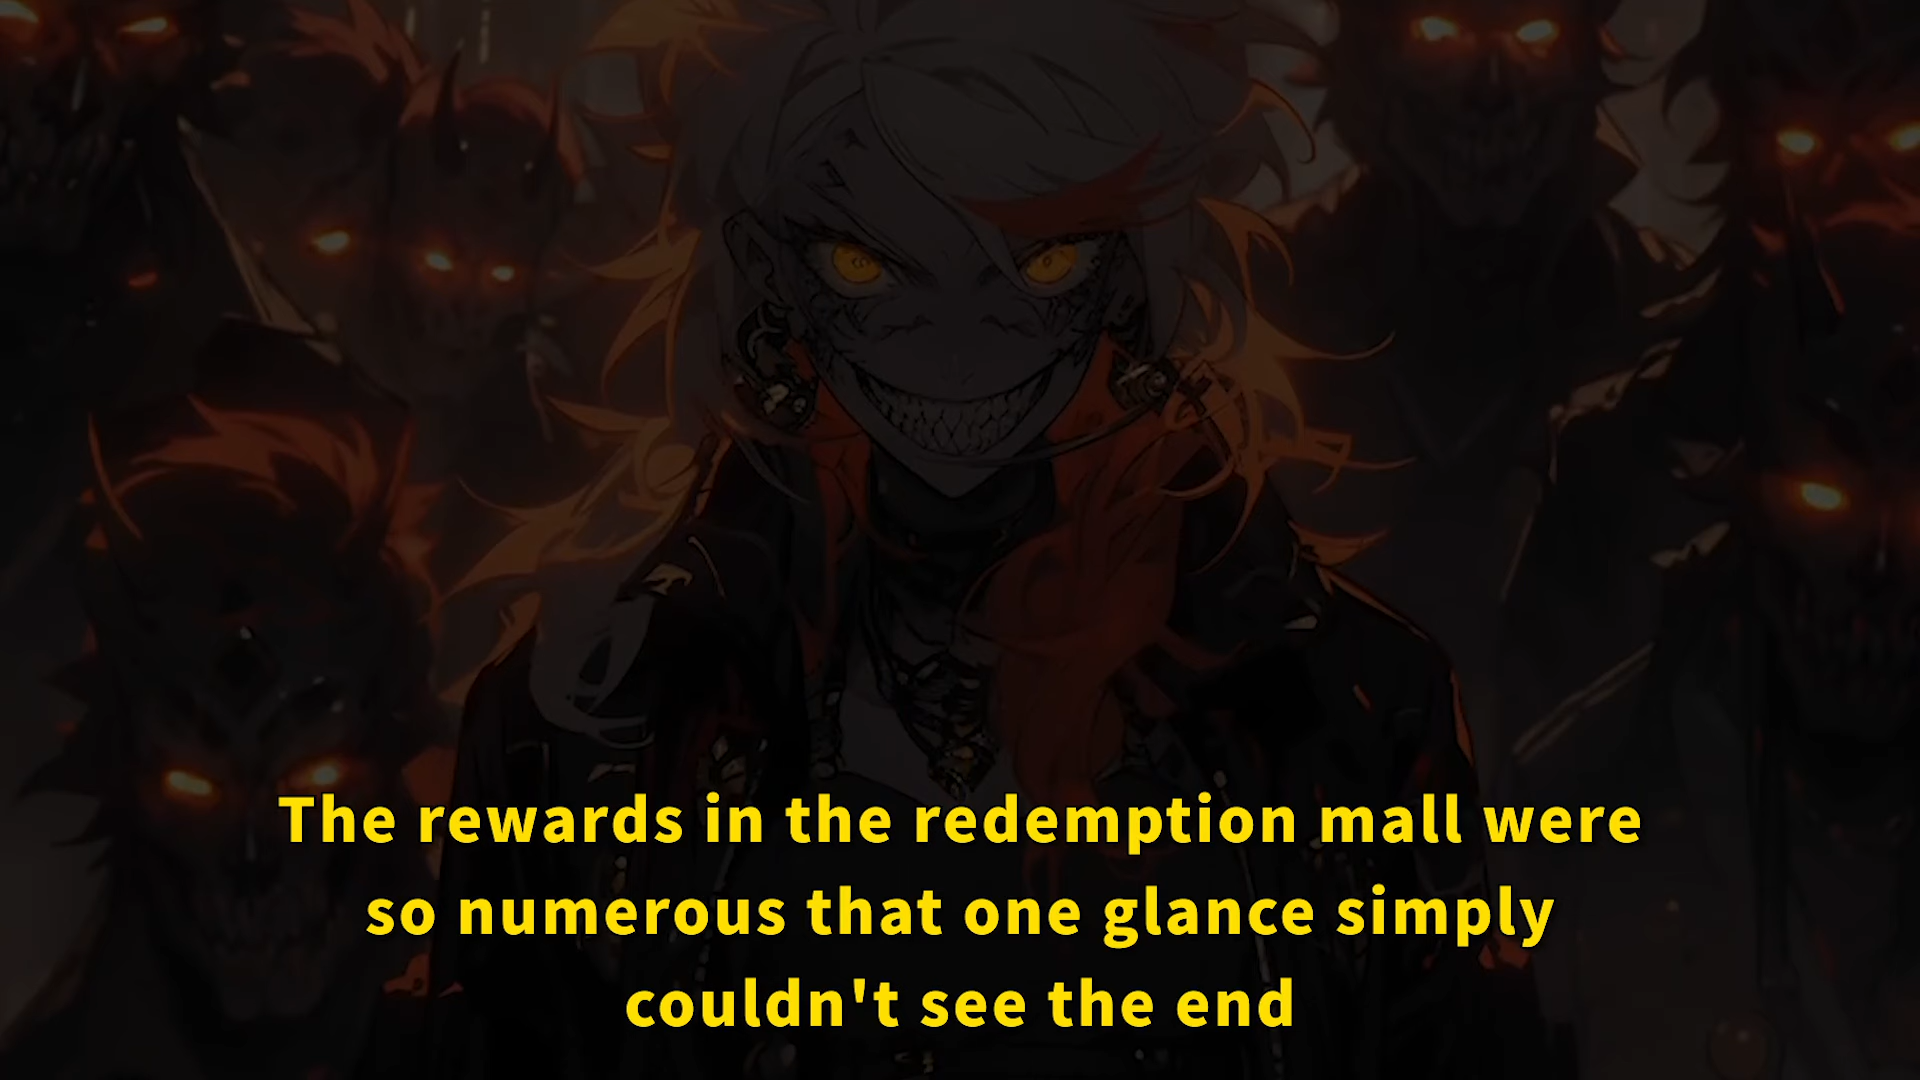 The rewards in the redemption mall were
so numerous that one glance simply
couldn't see the end